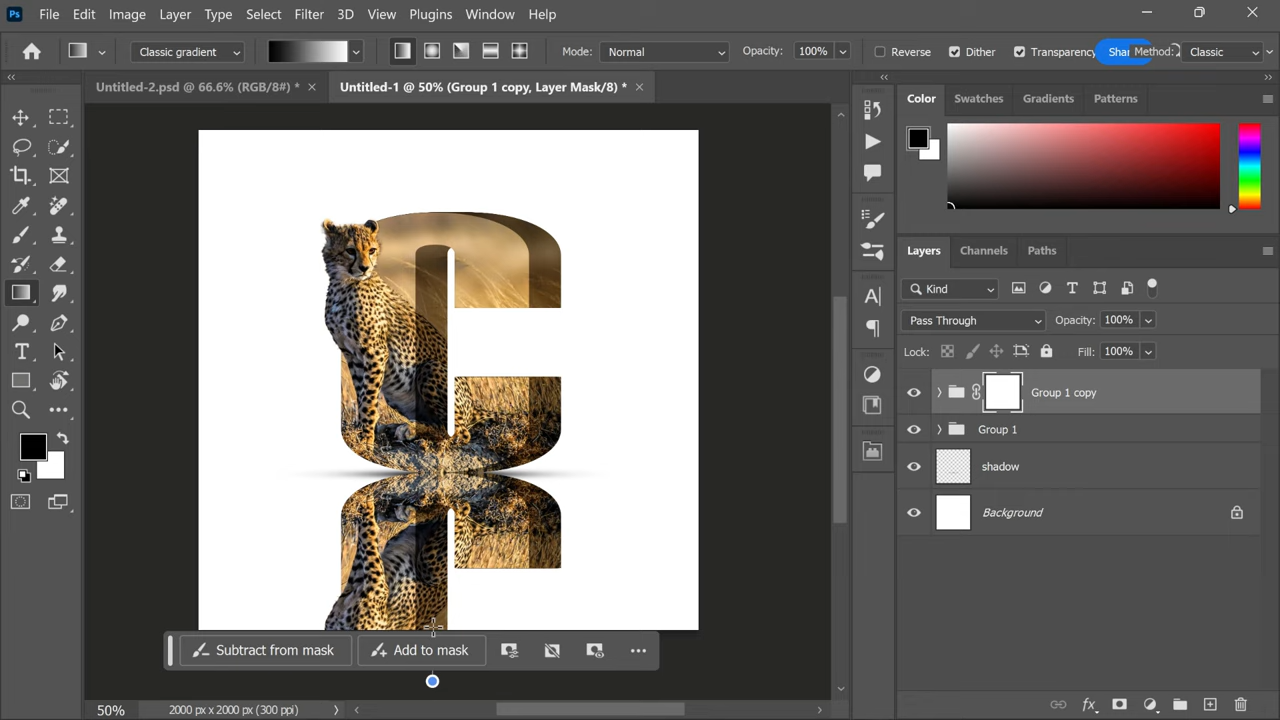 Ps File Edit Image Layer Type Select Filter 3D View Plugins Window Help
Classic gradient Mode: Normal Opacity: 100% Reverse Dither Transparency Method: Classic
Untitled-2.psd @ 66.6% (RGB/8#) * Untitled-1 @ 50% (Group 1 copy, Layer Mask/8) *
Color Swatches Gradients Patterns
Layers Channels Paths
Kind
Pass Through Opacity: 100%
Lock: Fill: 100%
Group 1 copy
Group 1
shadow
Background
Subtract from mask Add to mask
50% 2000 px x 2000 px (300 ppi)